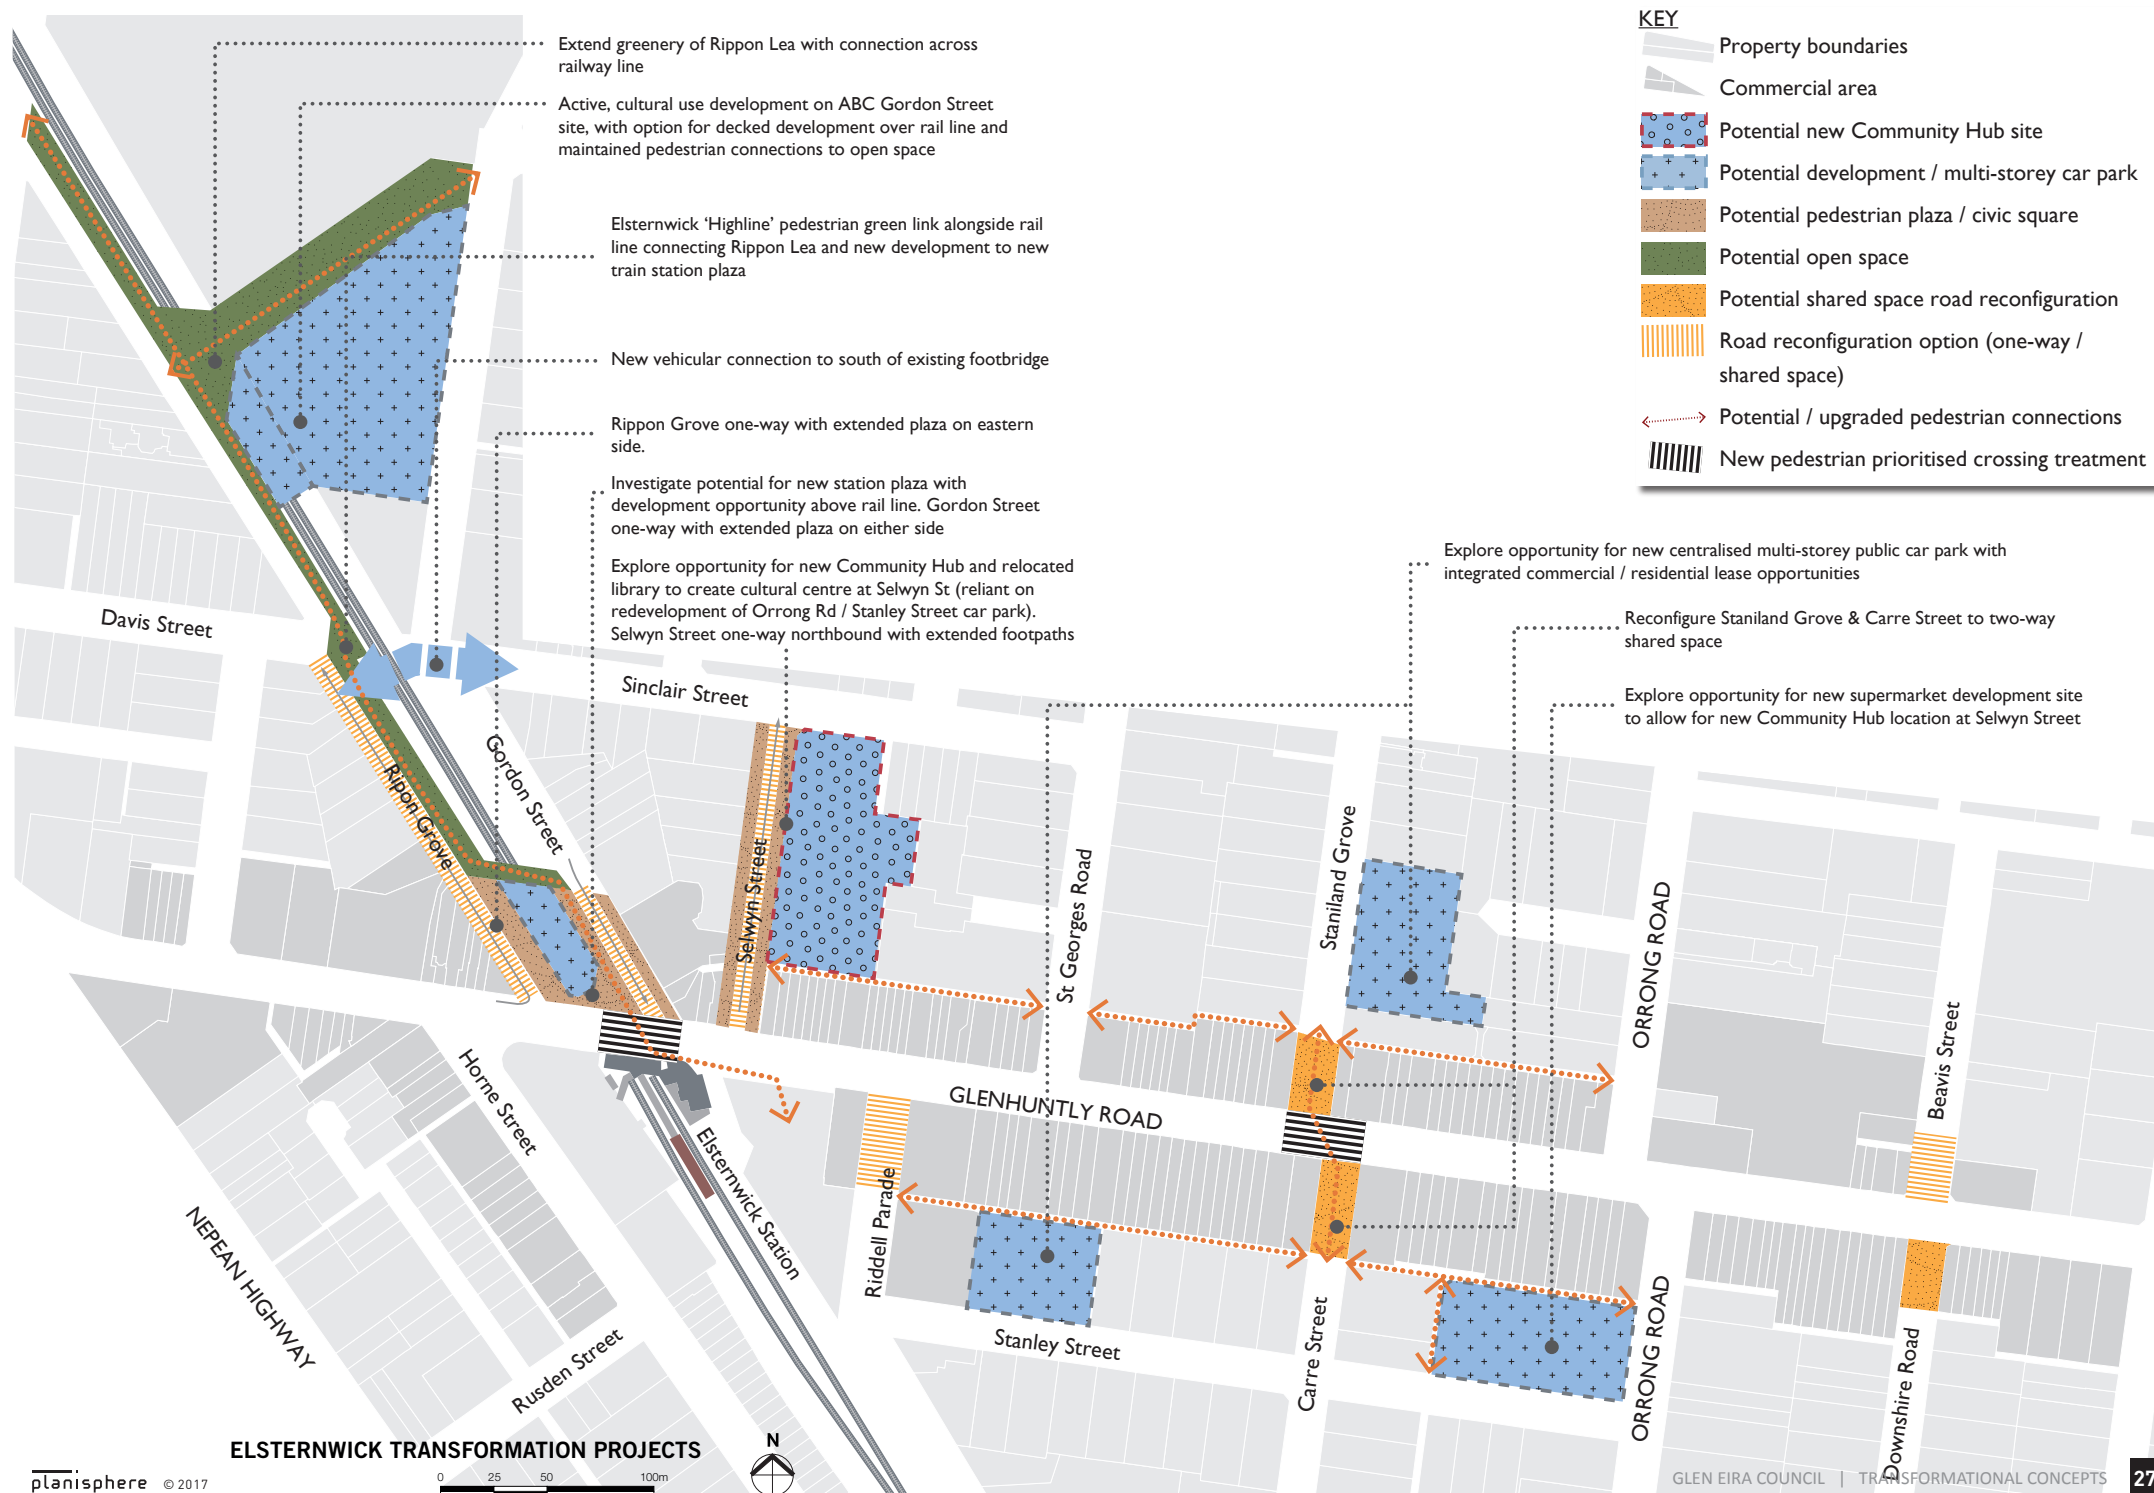 Extend greenery of Rippon Lea with connection across
railway line
Active, cultural use development on ABC Gordon Street
site, with option for decked development over rail line and
maintained pedestrian connections to open space
Elsternwick ‘Highline’ pedestrian green link alongside rail
line connecting Rippon Lea and new development to new
train station plaza
New vehicular connection to south of existing footbridge
Rippon Grove one-way with extended plaza on eastern
side.
Investigate potential for new station plaza with
development opportunity above rail line. Gordon Street
one-way with extended plaza on either side
Explore opportunity for new Community Hub and relocated
library to create cultural centre at Selwyn St (reliant on
redevelopment of Orrong Rd / Stanley Street car park).
Selwyn Street one-way northbound with extended footpaths
KEY
Property boundaries
Commercial area
Potential new Community Hub site
Potential development / multi-storey car park
Potential pedestrian plaza / civic square
Potential open space
Potential shared space road reconfiguration
Road reconfiguration option (one-way /
shared space)
Potential / upgraded pedestrian connections
New pedestrian prioritised crossing treatment
Explore opportunity for new centralised multi-storey public car park with
integrated commercial / residential lease opportunities
Reconfigure Staniland Grove & Carre Street to two-way
shared space
Explore opportunity for new supermarket development site
to allow for new Community Hub location at Selwyn Street
Davis Street
Sinclair Street
Gordon Street
Ripon Grove
Selwyn Street
St Georges Road
Staniland Grove
ORRONG ROAD
Beavis Street
Horne Street
GLENHUNTLY ROAD
Elsternwick Station
Riddell Parade
NEPEAN HIGHWAY
Rusden Street
Stanley Street
Carre Street
ORRONG ROAD
Downshire Road
ELSTERNWICK TRANSFORMATION PROJECTS
N
0 25 50 100m
planisphere © 2017
GLEN EIRA COUNCIL | TRANSFORMATIONAL CONCEPTS 27